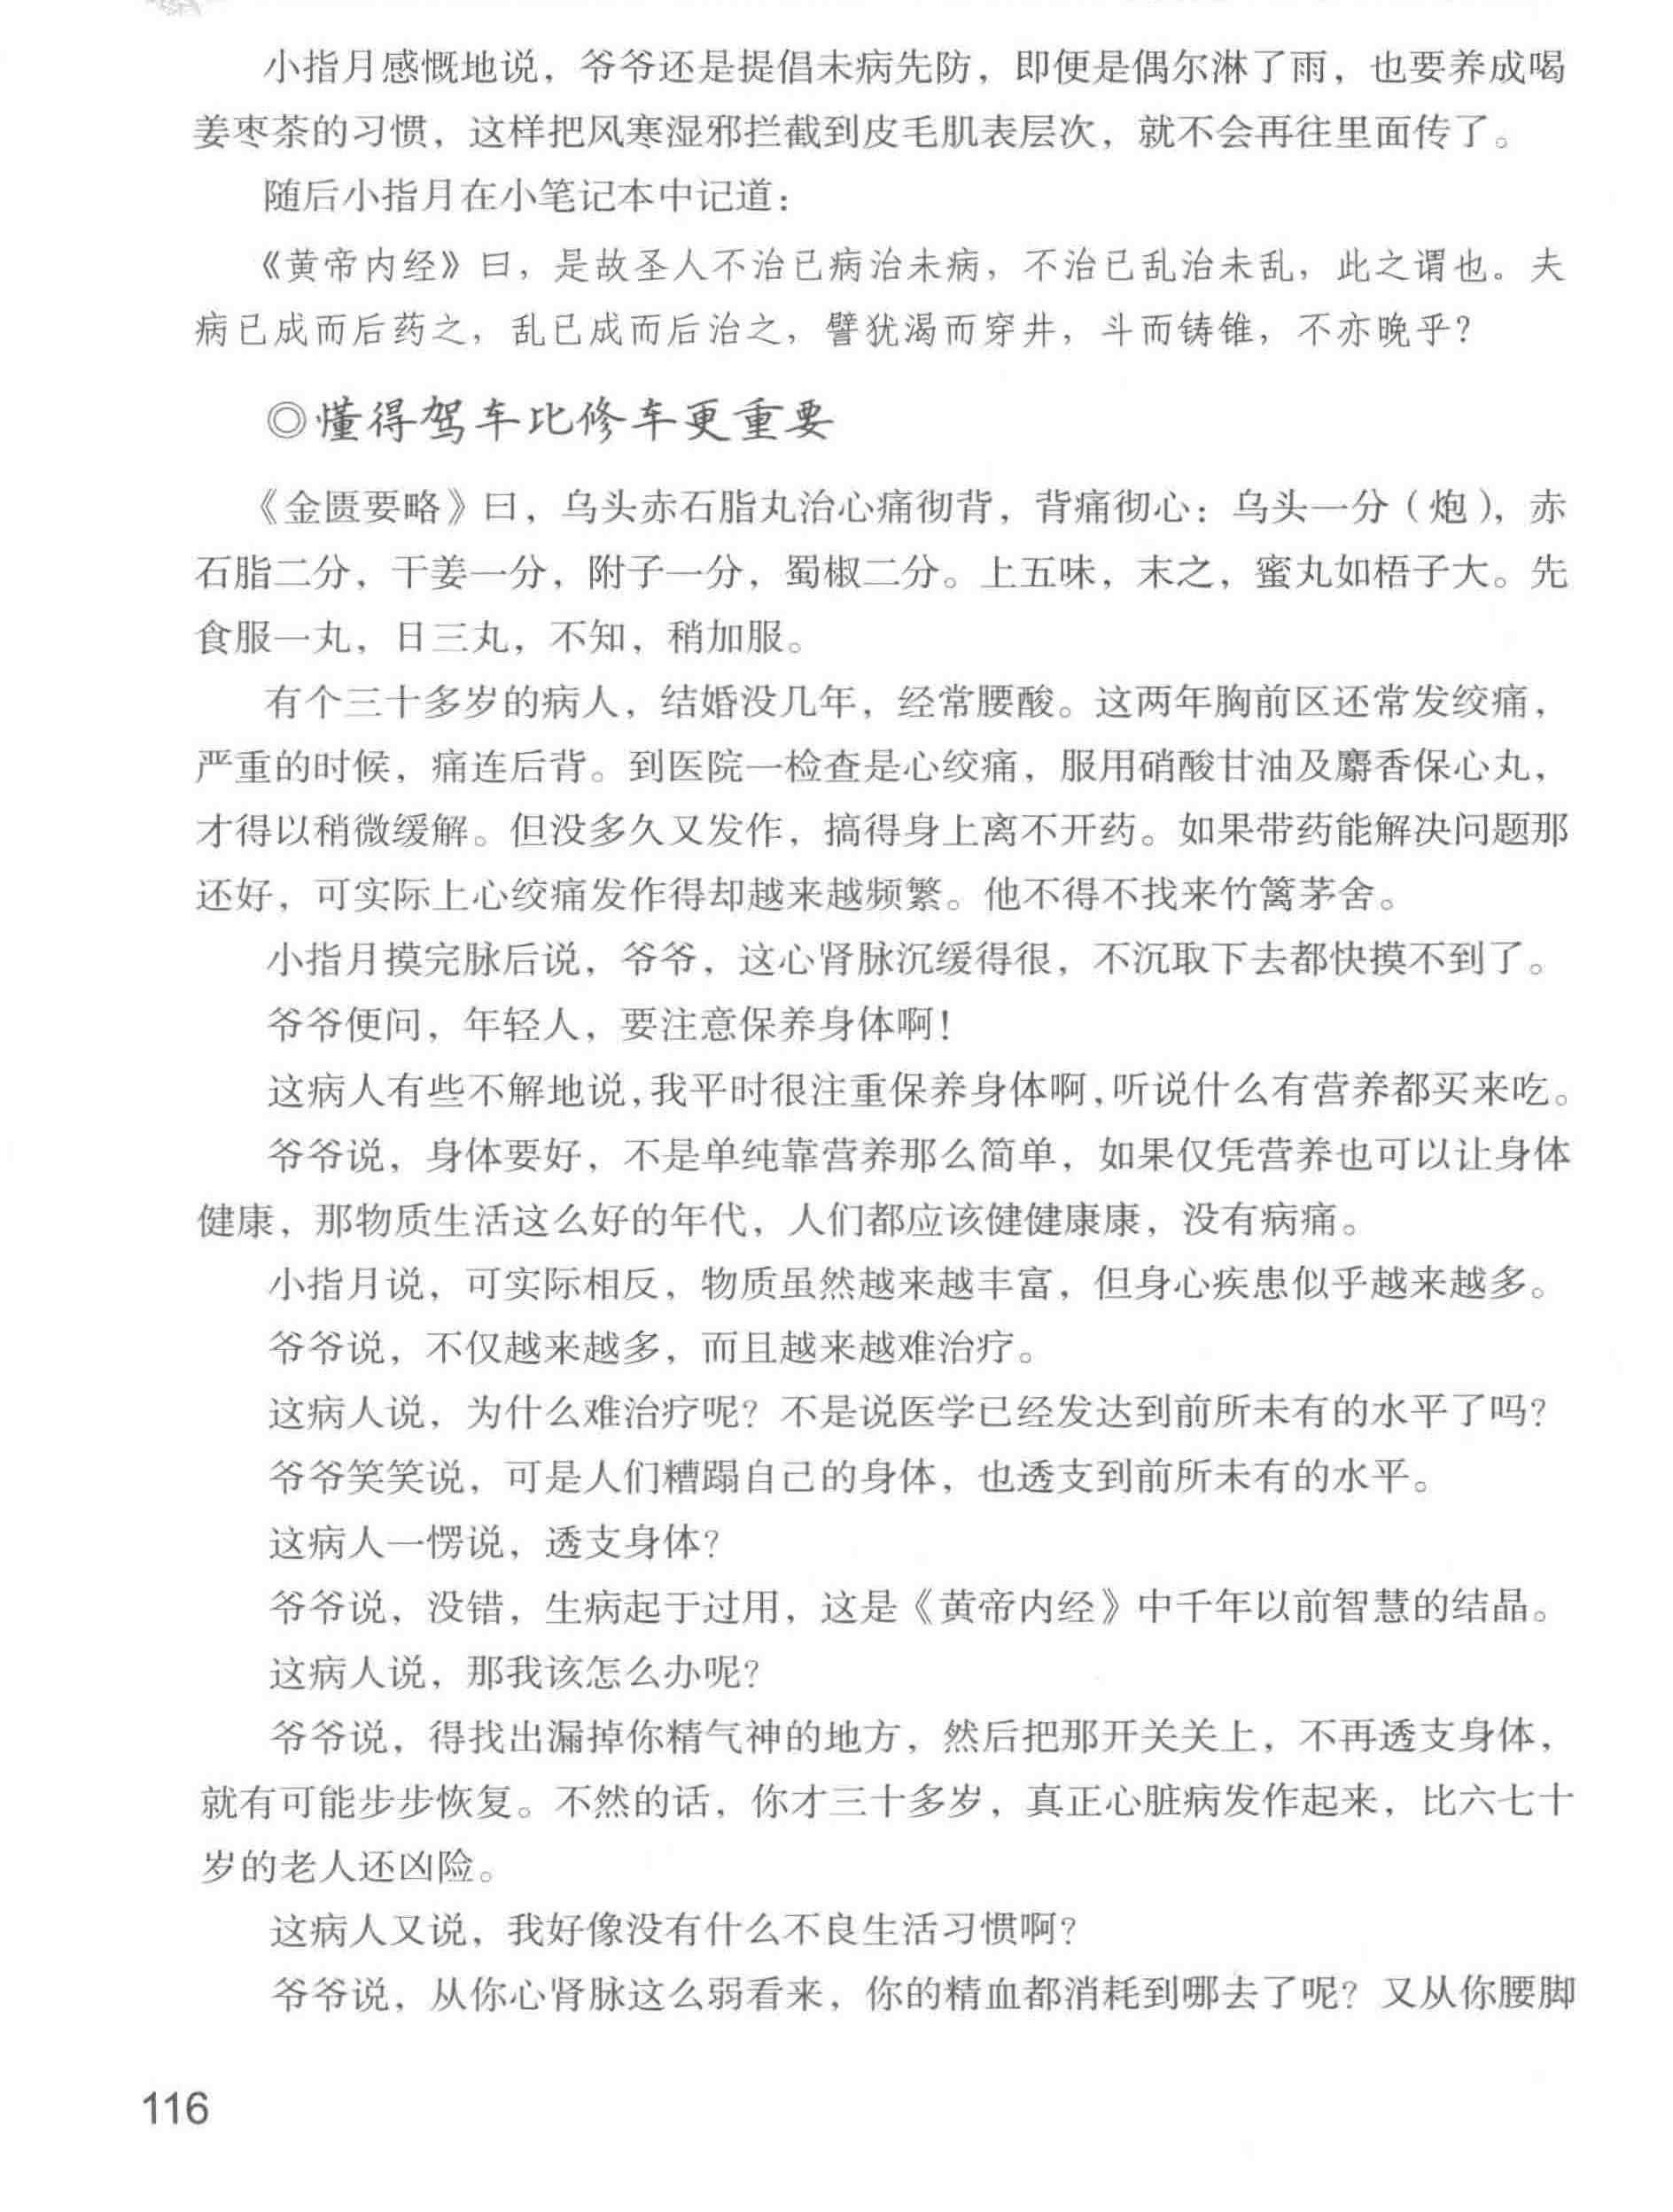 小指月感慨地说，爷爷还是提倡未病先防，即便是偶尔淋了雨，也要养成喝
姜枣茶的习惯，这样把风寒湿邪拦截到皮毛肌表层次，就不会再往里面传了。
随后小指月在小笔记本中记道：
《黄帝内经》曰，是故圣人不治已病治未病，不治已乱治未乱，此之谓也。夫
病已成而后药之，乱已成而后治之，譬犹渴而穿井，斗而铸锥，不亦晚乎？
◎懂得驾车比修车更重要
《金匮要略》曰，乌头赤石脂丸治心痛彻背，背痛彻心：乌头一分（炮），赤
石脂二分，干姜一分，附子一分，蜀椒二分。上五味，末之，蜜丸如梧子大。先
食服一丸，日三丸，不知，稍加服。
有个三十多岁的病人，结婚没几年，经常腰酸。这两年胸前区还常发绞痛，
严重的时候，痛连后背。到医院一检查是心绞痛，服用硝酸甘油及麝香保心丸，
才得以稍微缓解。但没多久又发作，搞得身上离不开药。如果带药能解决问题那
还好，可实际上心绞痛发作得却越来越频繁。他不得不找来竹篱茅舍。
小指月摸完脉后说，爷爷，这心肾脉沉缓得很，不沉取下去都快摸不到了。
爷爷便问，年轻人，要注意保养身体啊！
这病人有些不解地说，我平时很注重保养身体啊，听说什么有营养都买来吃。
爷爷说，身体要好，不是单纯靠营养那么简单，如果仅凭营养也可以让身体
健康，那物质生活这么好的年代，人们都应该健健康康，没有病痛。
小指月说，可实际相反，物质虽然越来越丰富，但身心疾患似乎越来越多。
爷爷说，不仅越来越多，而且越来越难治疗。
这病人说，为什么难治疗呢？不是说医学已经发达到前所未有的水平了吗？
爷爷笑笑说，可是人们糟蹋自己的身体，也透支到前所未有的水平。
这病人一愣说，透支身体？
爷爷说，没错，生病起于过用，这是《黄帝内经》中千年以前智慧的结晶。
这病人说，那我该怎么办呢？
爷爷说，得找出漏掉你精气神的地方，然后把那开关关上，不再透支身体，
就有可能步步恢复。不然的话，你才三十多岁，真正心脏病发作起来，比六七十
岁的老人还凶险。
这病人又说，我好像没有什么不良生活习惯啊？
爷爷说，从你心肾脉这么弱看来，你的精血都消耗到哪去了呢？又从你腰脚
116